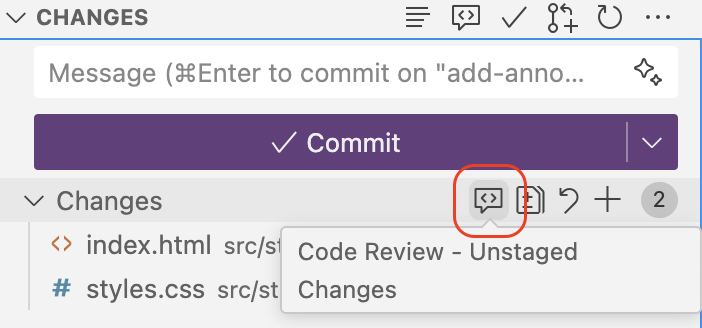 CHANGES
Message (⌘Enter to commit on "add-anno...
Commit
Changes
2
index.html src/st
styles.css src/st
Code Review - Unstaged
Changes